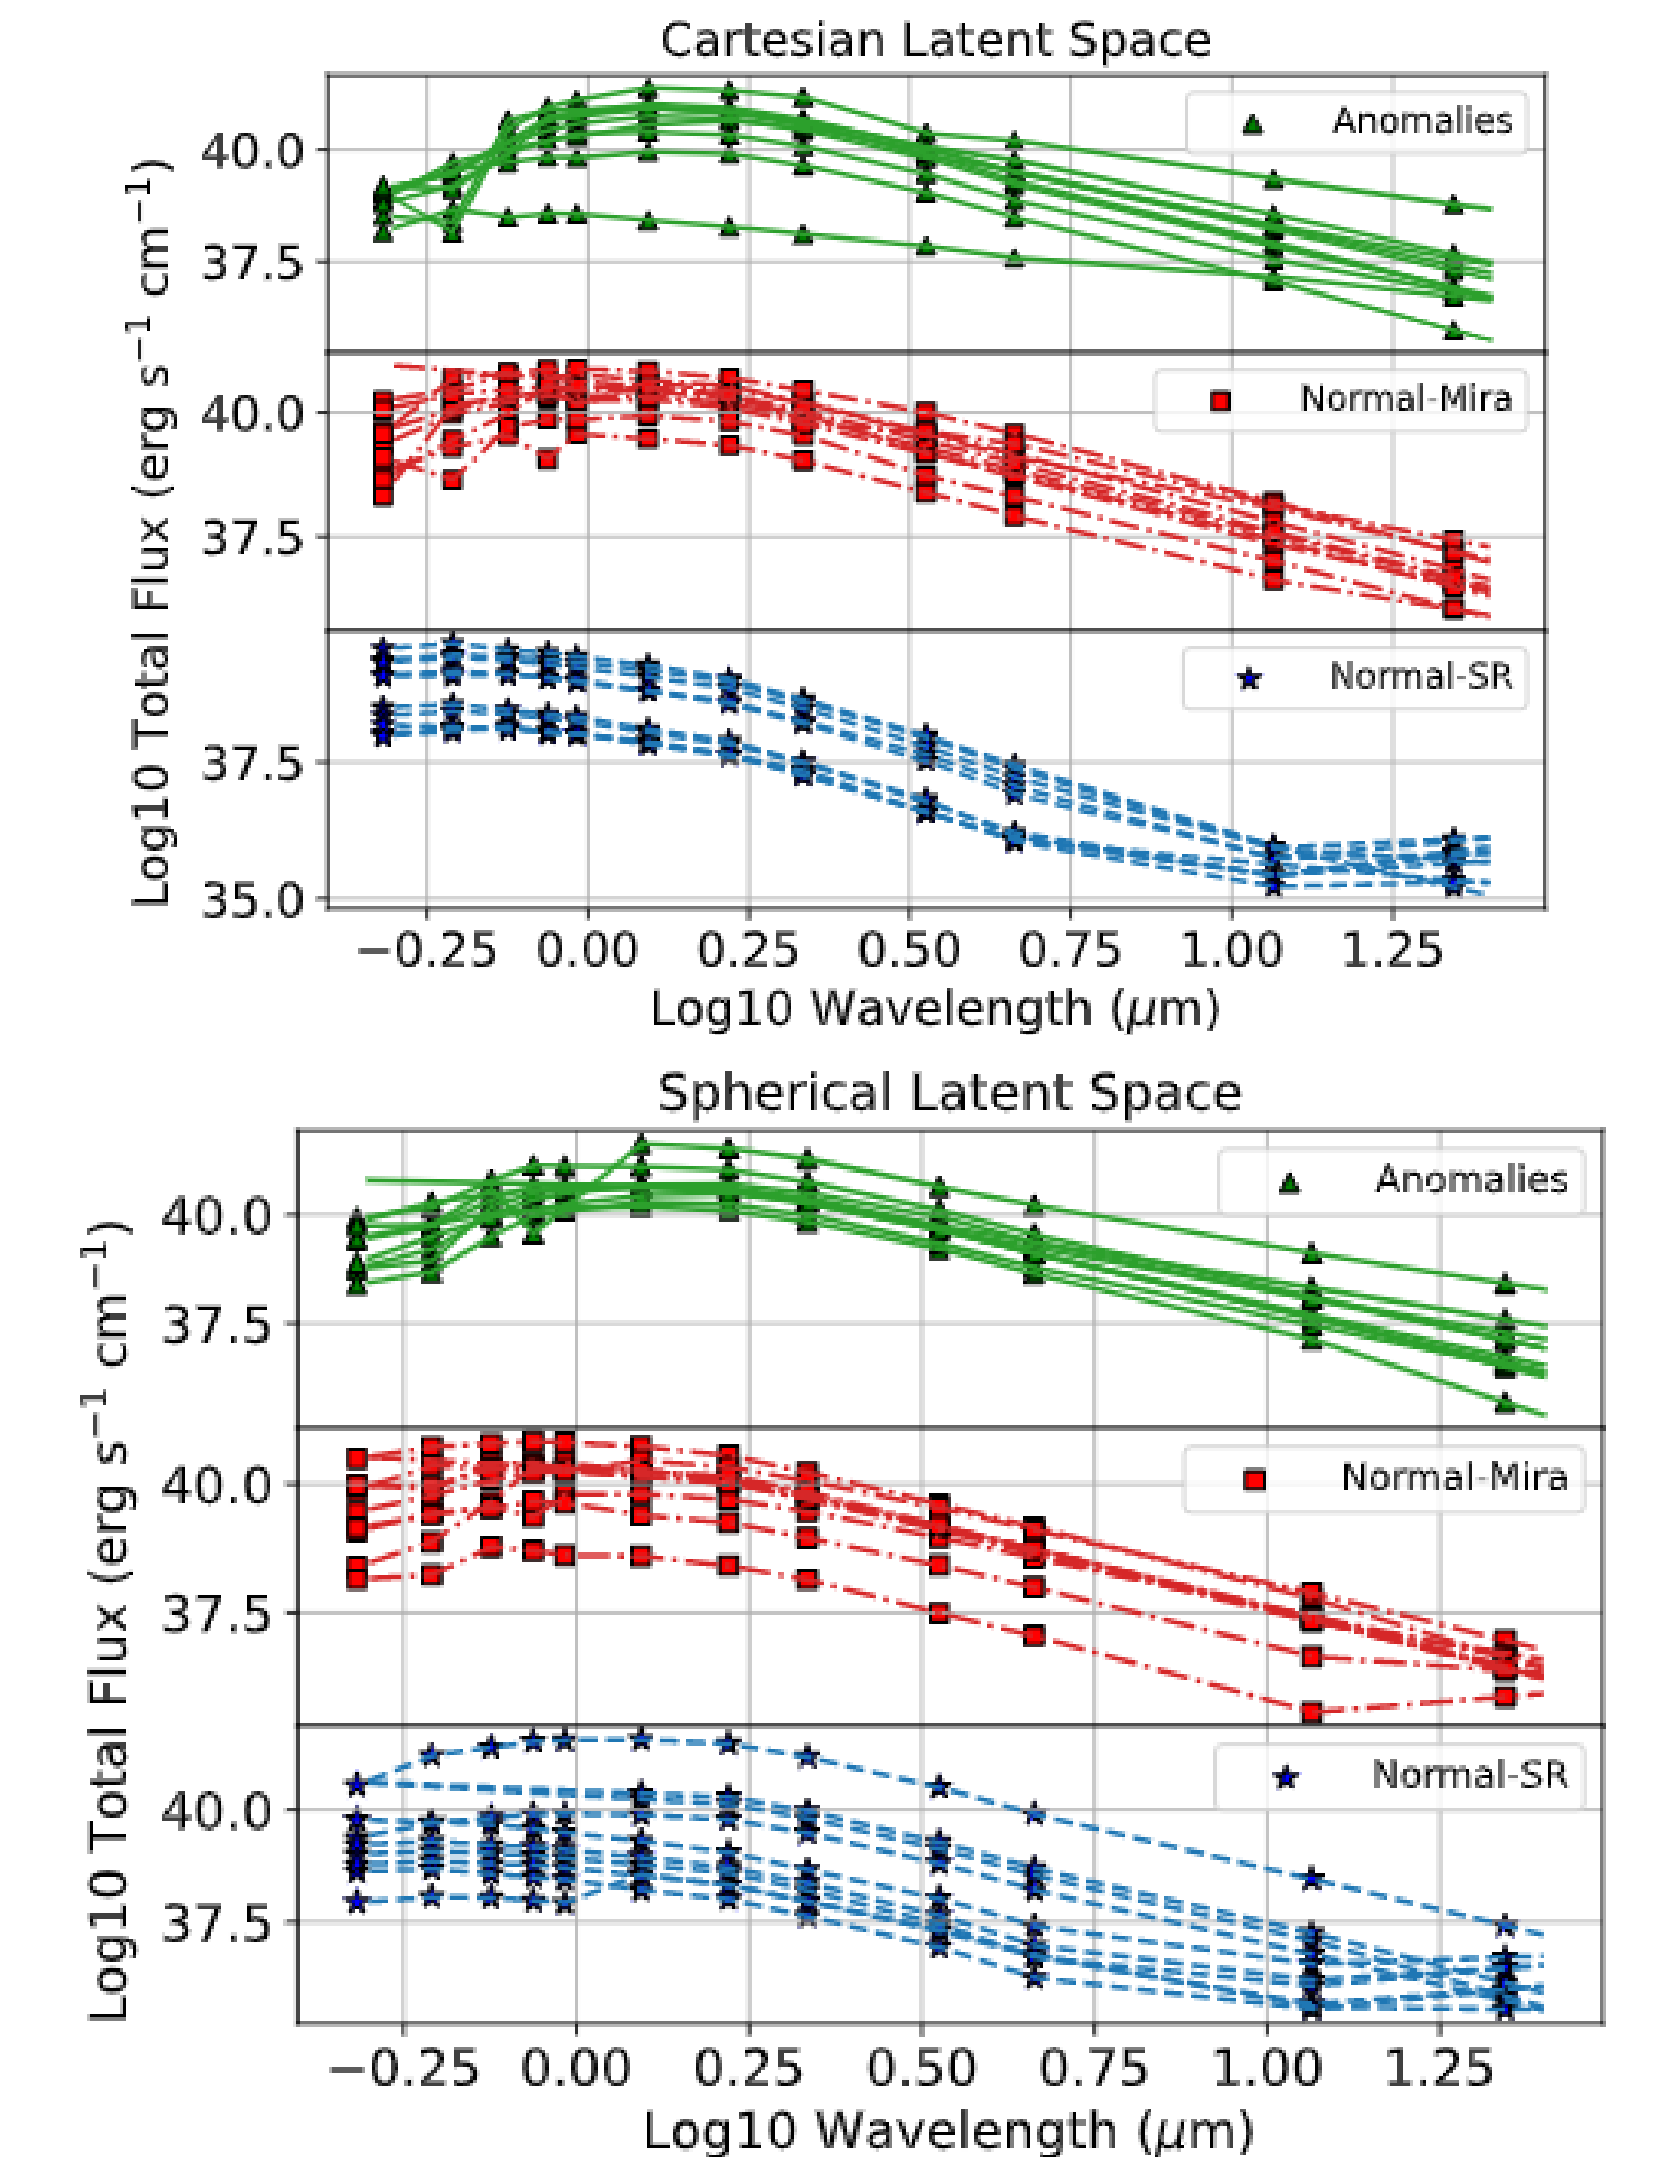 Cartesian Latent Space
Anomalies
40.0
37.5
Normal-Mira
40.0
37.5
Normal-SR
37.5
35.0
Log10 Total Flux (erg s⁻¹ cm⁻¹)
−0.25 0.00 0.25 0.50 0.75 1.00 1.25
Log10 Wavelength (μm)
Spherical Latent Space
Anomalies
40.0
37.5
Normal-Mira
40.0
37.5
Normal-SR
40.0
37.5
Log10 Total Flux (erg s⁻¹ cm⁻¹)
−0.25 0.00 0.25 0.50 0.75 1.00 1.25
Log10 Wavelength (μm)